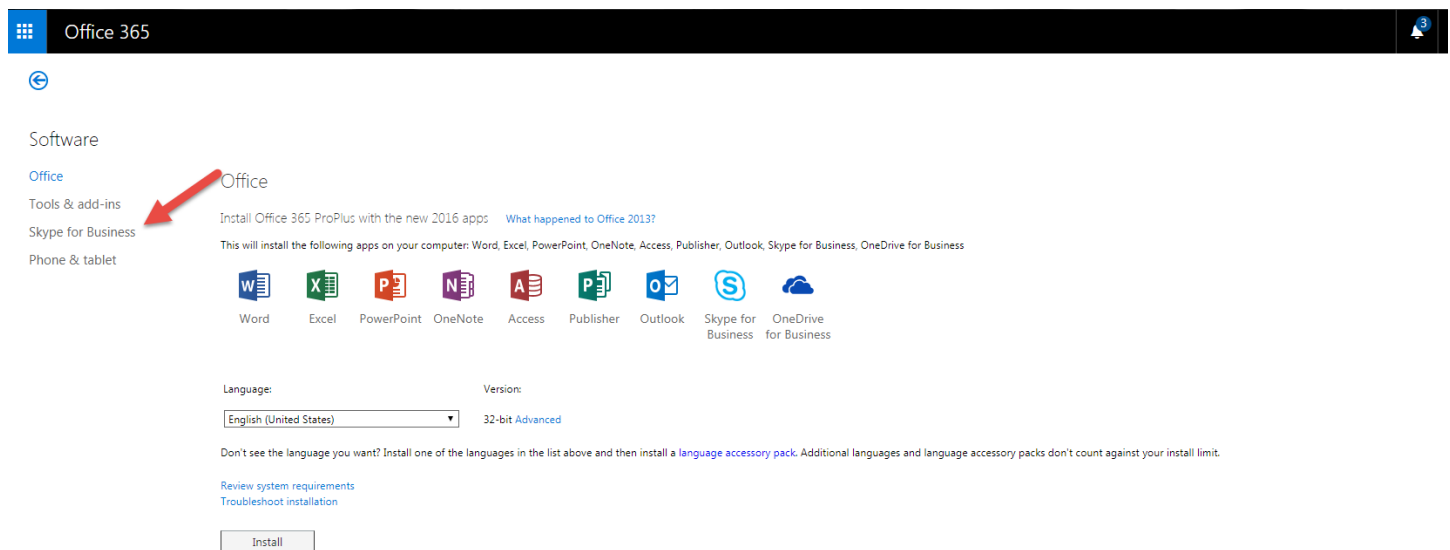 Office 365
3
Software
Office
Tools & add-ins
Skype for Business
Phone & tablet
Office
Install Office 365 ProPlus with the new 2016 apps What happened to Office 2013?
This will install the following apps on your computer: Word, Excel, PowerPoint, OneNote, Access, Publisher, Outlook, Skype for Business, OneDrive for Business
Word Excel PowerPoint OneNote Access Publisher Outlook Skype for Business OneDrive for Business
Language: Version:
English (United States) 32-bit Advanced
Don't see the language you want? Install one of the languages in the list above and then install a language accessory pack. Additional languages and language accessory packs don't count against your install limit.
Review system requirements
Troubleshoot installation
Install